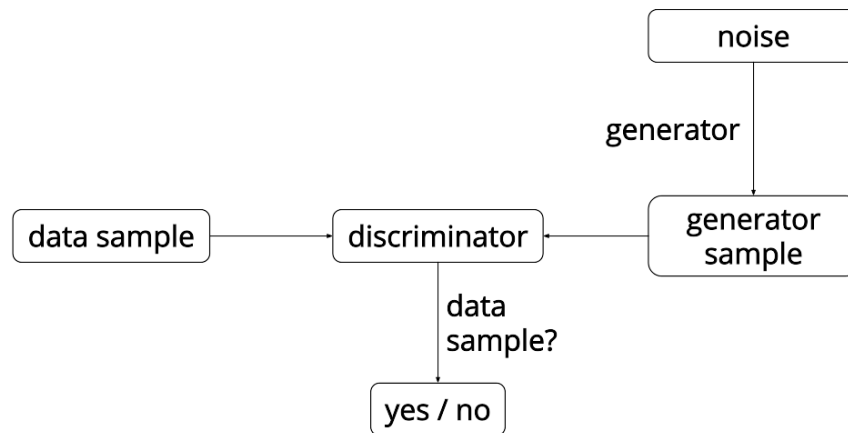 noise
generator
data sample
discriminator
generator
sample
data
sample?
yes / no